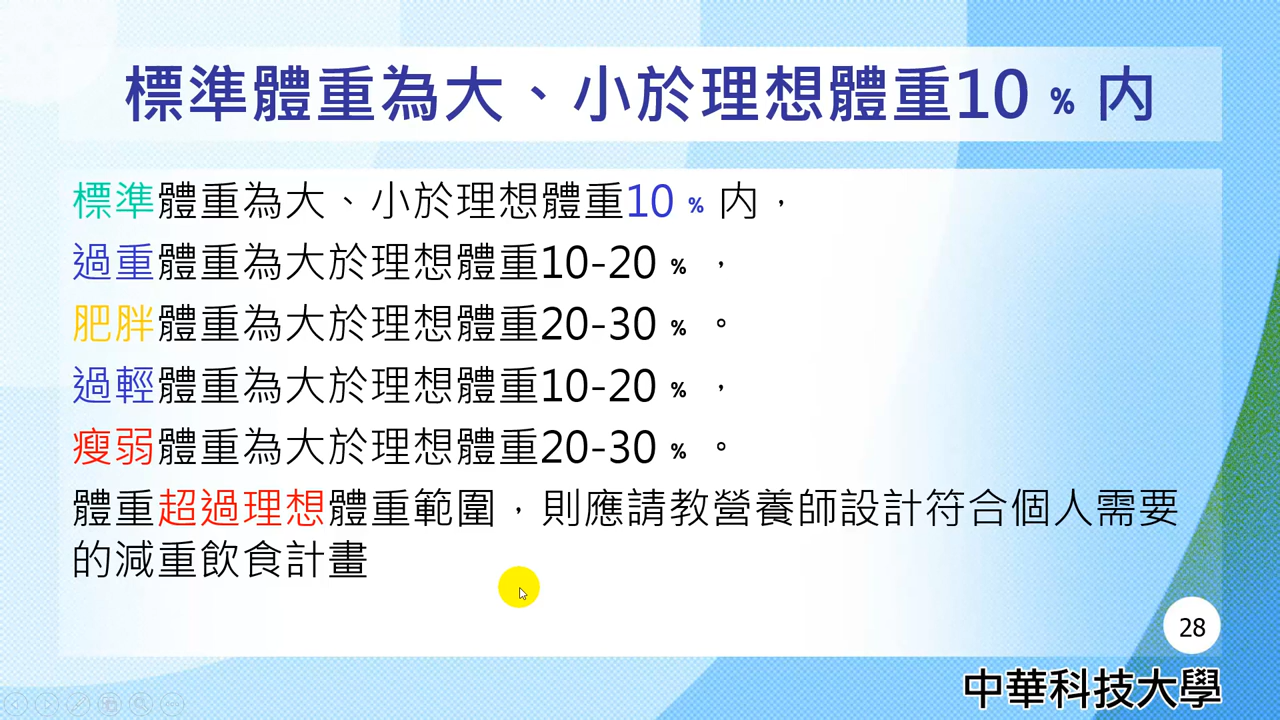 標準體重為大、小於理想體重10﹪內
標準體重為大、小於理想體重10﹪內，
過重體重為大於理想體重10-20﹪，
肥胖體重為大於理想體重20-30﹪。
過輕體重為大於理想體重10-20﹪，
瘦弱體重為大於理想體重20-30﹪。
體重超過理想體重範圍，則應請教營養師設計符合個人需要
的減重飲食計畫
28
中華科技大學